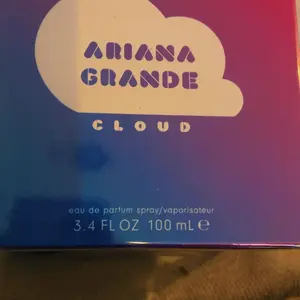 ARIANA
GRANDE
CLOUD
eau de parfum spray/vaporisateur
3.4 FL OZ 100 mL ℮